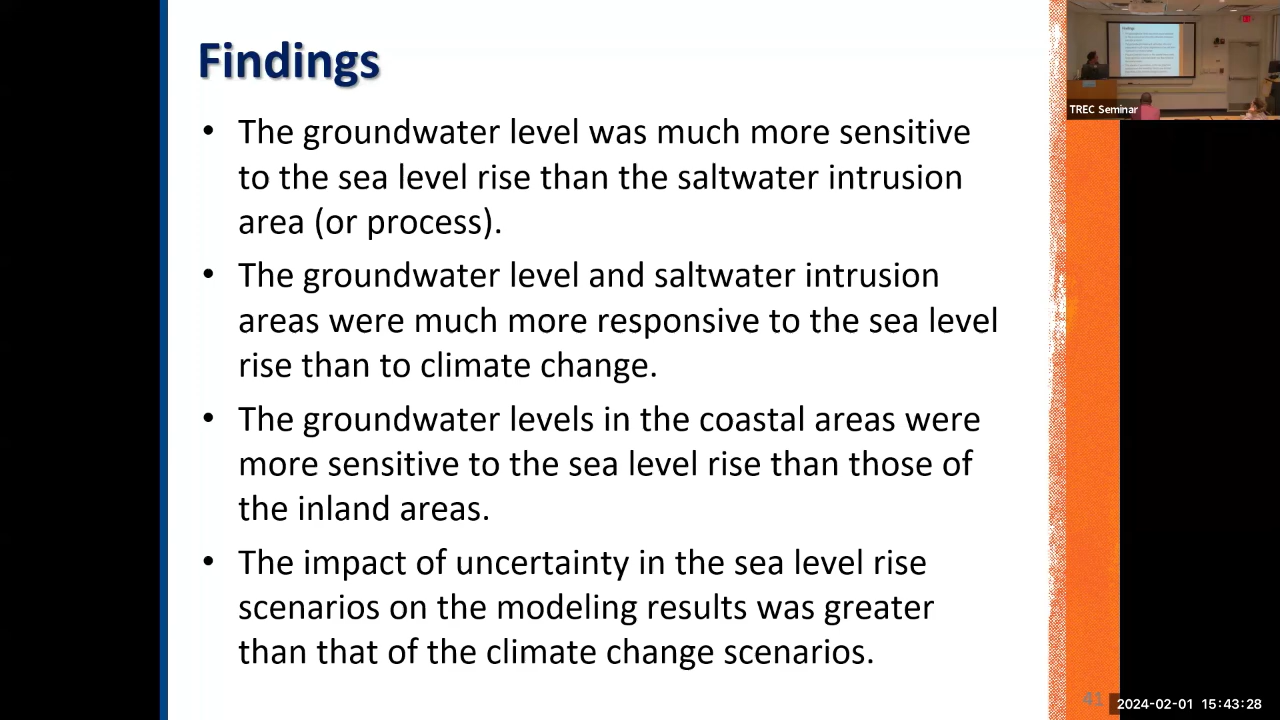 Findings
• The groundwater level was much more sensitive
to the sea level rise than the saltwater intrusion
area (or process).
• The groundwater level and saltwater intrusion
areas were much more responsive to the sea level
rise than to climate change.
• The groundwater levels in the coastal areas were
more sensitive to the sea level rise than those of
the inland areas.
• The impact of uncertainty in the sea level rise
scenarios on the modeling results was greater
than that of the climate change scenarios.
TREC Seminar
41
2024-02-01 15:43:28